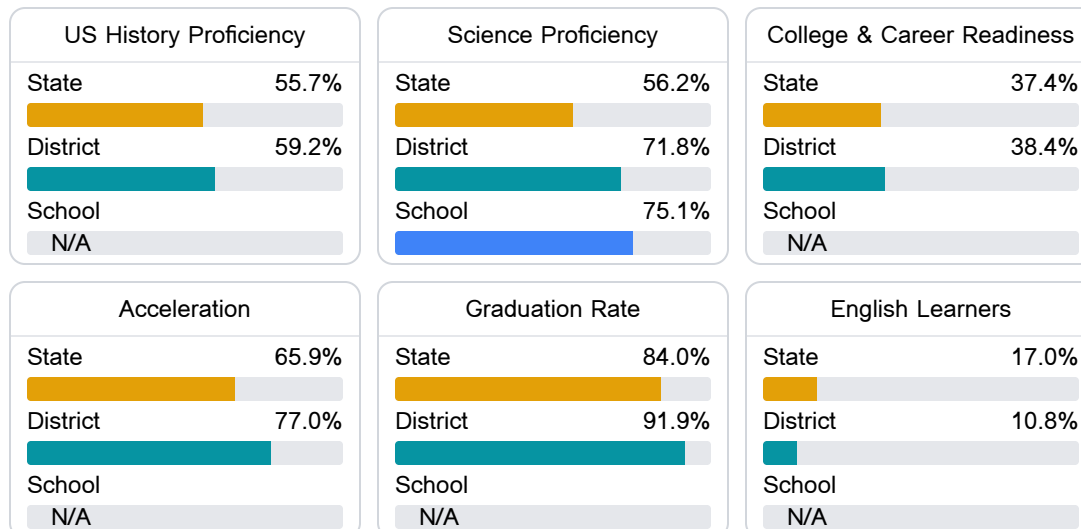 US History Proficiency
State 55.7%
District 59.2%
School
N/A
Science Proficiency
State 56.2%
District 71.8%
School 75.1%
College & Career Readiness
State 37.4%
District 38.4%
School
N/A
Acceleration
State 65.9%
District 77.0%
School
N/A
Graduation Rate
State 84.0%
District 91.9%
School
N/A
English Learners
State 17.0%
District 10.8%
School
N/A